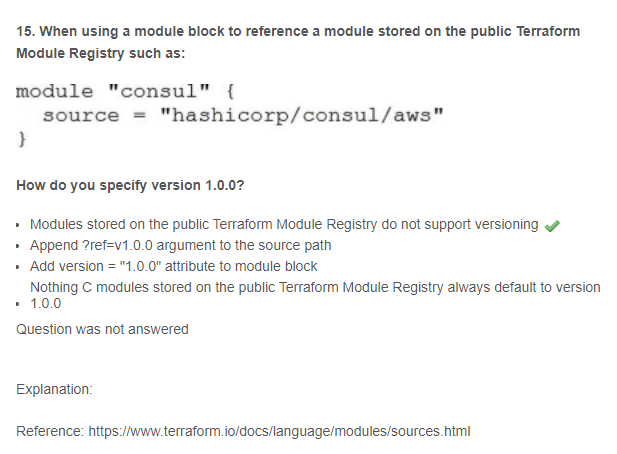 15. When using a module block to reference a module stored on the public Terraform
Module Registry such as:
module "consul" {
  source = "hashicorp/consul/aws"
}
How do you specify version 1.0.0?
• Modules stored on the public Terraform Module Registry do not support versioning
• Append ?ref=v1.0.0 argument to the source path
• Add version = "1.0.0" attribute to module block
Nothing C modules stored on the public Terraform Module Registry always default to version
• 1.0.0
Question was not answered
Explanation:
Reference: https://www.terraform.io/docs/language/modules/sources.html